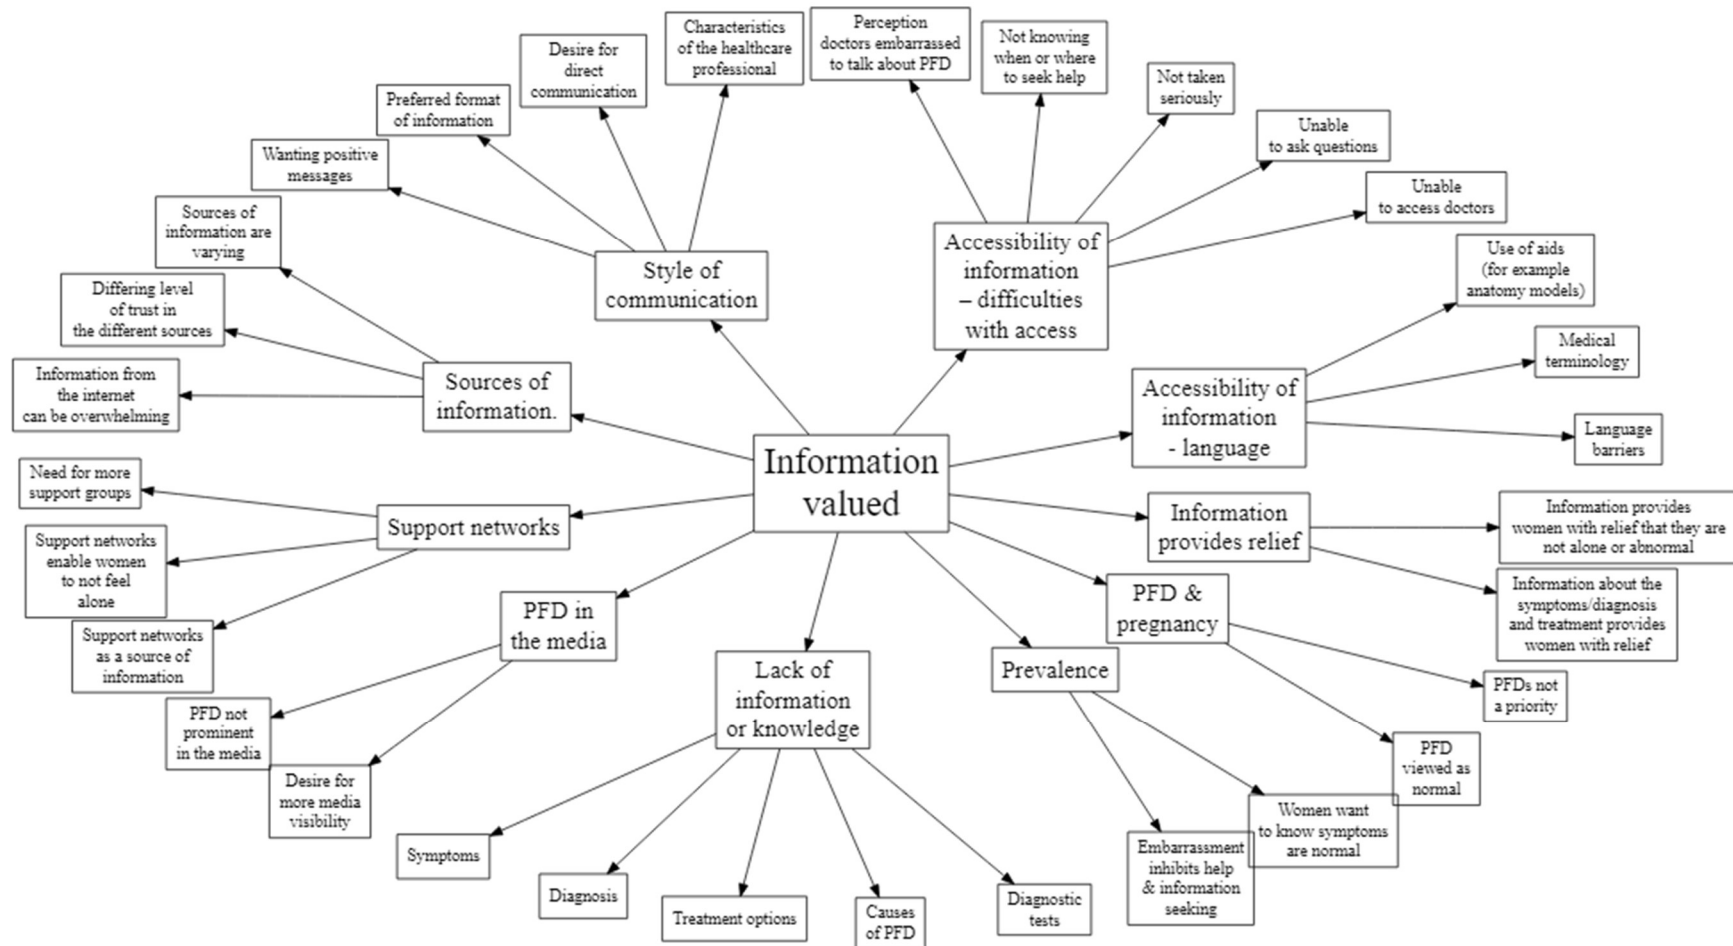 Characteristics
of the healthcare
professional
Perception
doctors embarrassed
to talk about PFD
Not knowing
when or where
to seek help
Desire for
direct
communication
Not taken
seriously
Preferred format
of information
Unable
to ask questions
Wanting positive
messages
Unable
to access doctors
Sources of
information are
varying
Style of
communication
Accessibility of
information
– difficulties
with access
Use of aids
(for example
anatomy models)
Differing level
of trust in
the different sources
Medical
terminology
Information from
the internet
can be overwhelming
Sources of
information.
Accessibility of
information
- language
Language
barriers
Information
valued
Need for more
support groups
Support networks
Information
provides relief
Information provides
women with relief that they are
not alone or abnormal
Support networks
enable women
to not feel
alone
Information about the
symptoms/diagnosis
and treatment provides
women with relief
PFD in
the media
PFD &
pregnancy
Support networks
as a source of
information
Lack of
information
or knowledge
Prevalence
PFDs not
a priority
PFD not
prominent
in the media
PFD
viewed as
normal
Desire for
more media
visibility
Women want
to know symptoms
are normal
Symptoms
Embarrassment
inhibits help
& information
seeking
Diagnosis
Treatment options
Causes
of PFD
Diagnostic
tests